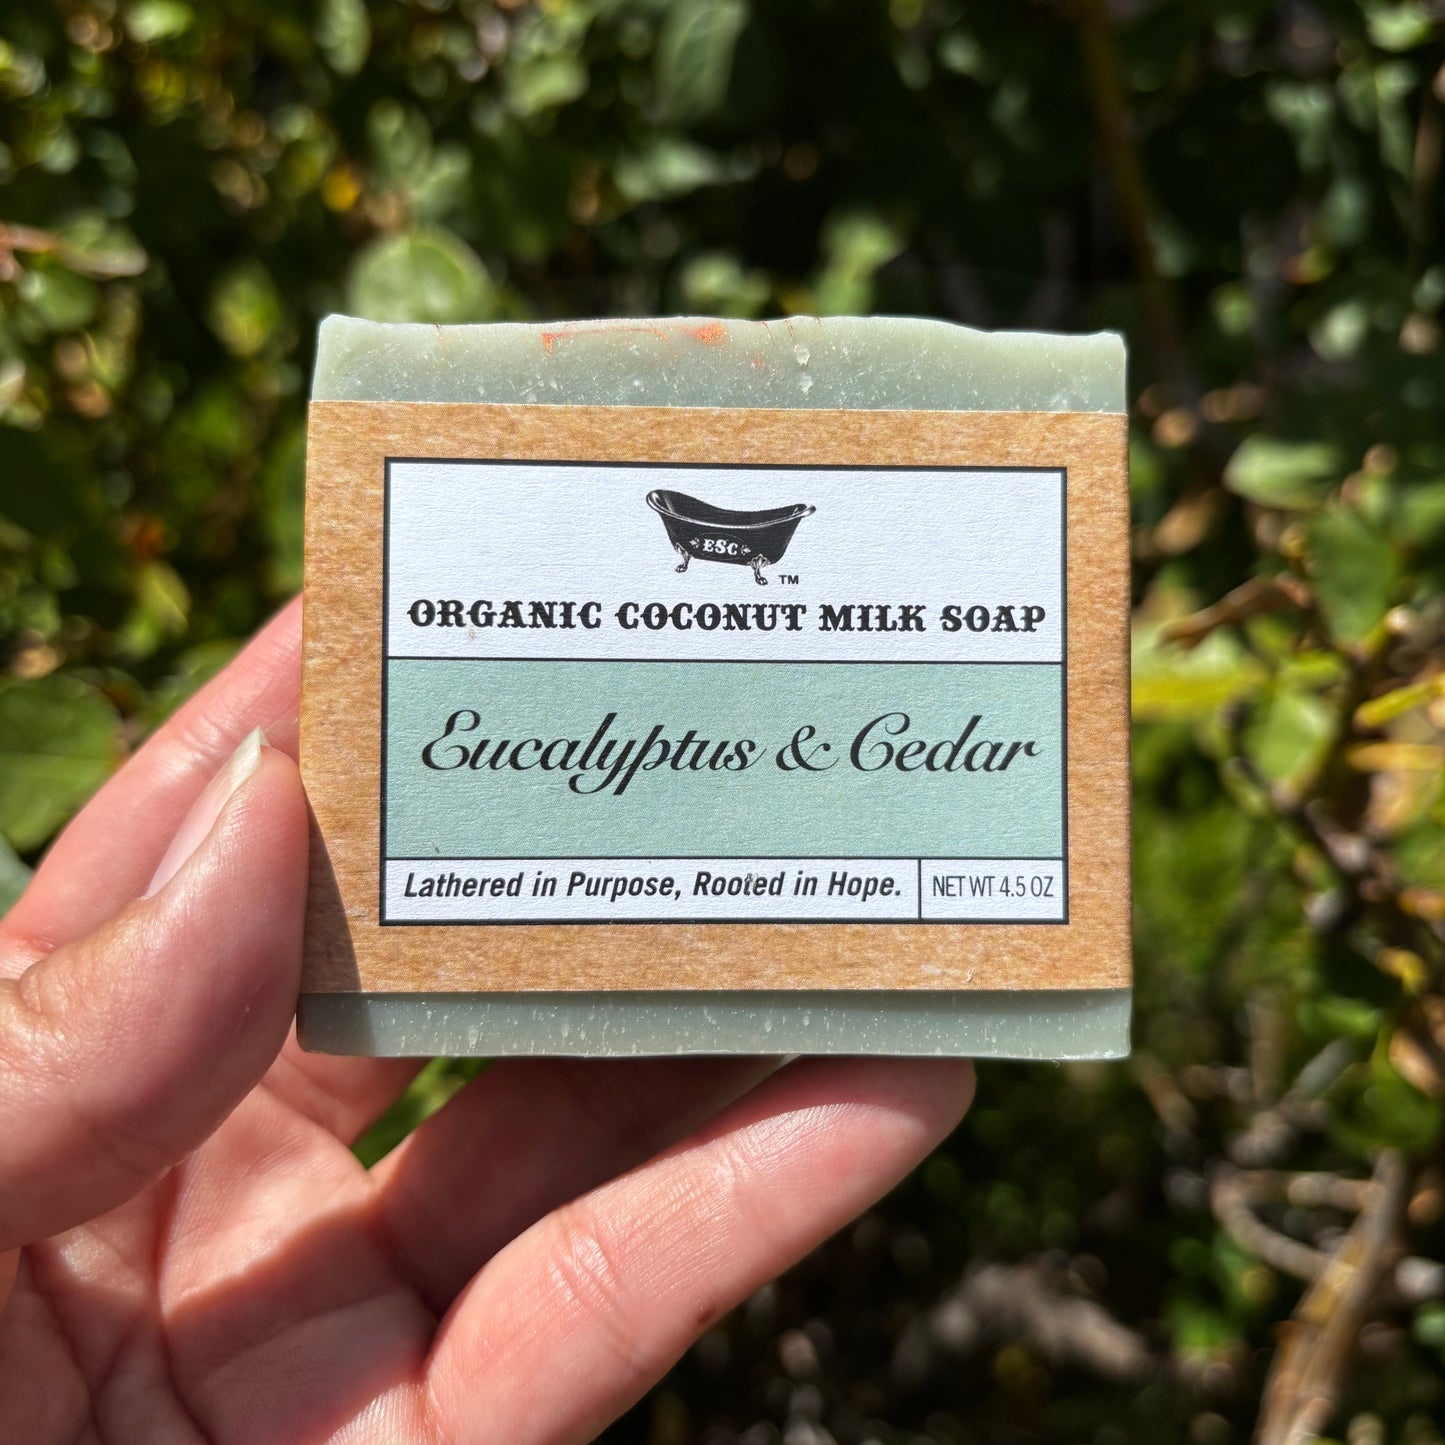 ESC
TM
ORGANIC COCONUT MILK SOAP
Eucalyptus & Cedar
Lathered in Purpose, Rooted in Hope.
NET WT 4.5 OZ